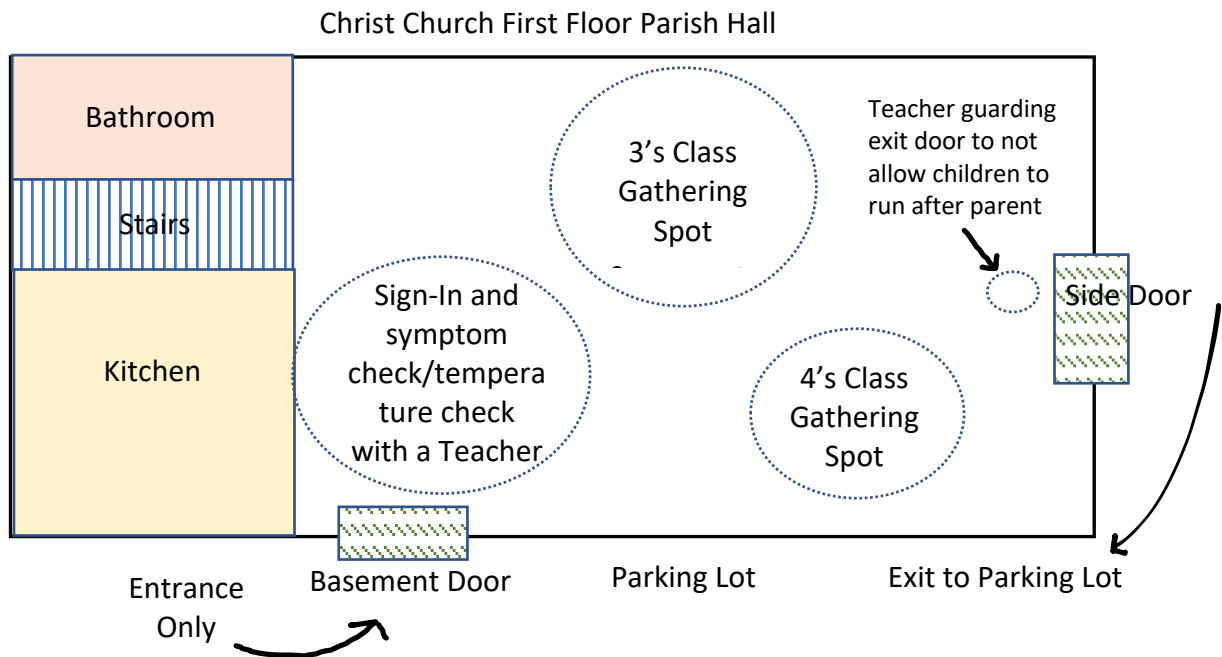 Christ Church First Floor Parish Hall
Bathroom
Stairs
Kitchen
Sign-In and
symptom
check/tempera
ture check
with a Teacher
3's Class
Gathering
Spot
4's Class
Gathering
Spot
Teacher guarding
exit door to not
allow children to
run after parent
Side Door
Entrance
Only
Basement Door
Parking Lot
Exit to Parking Lot